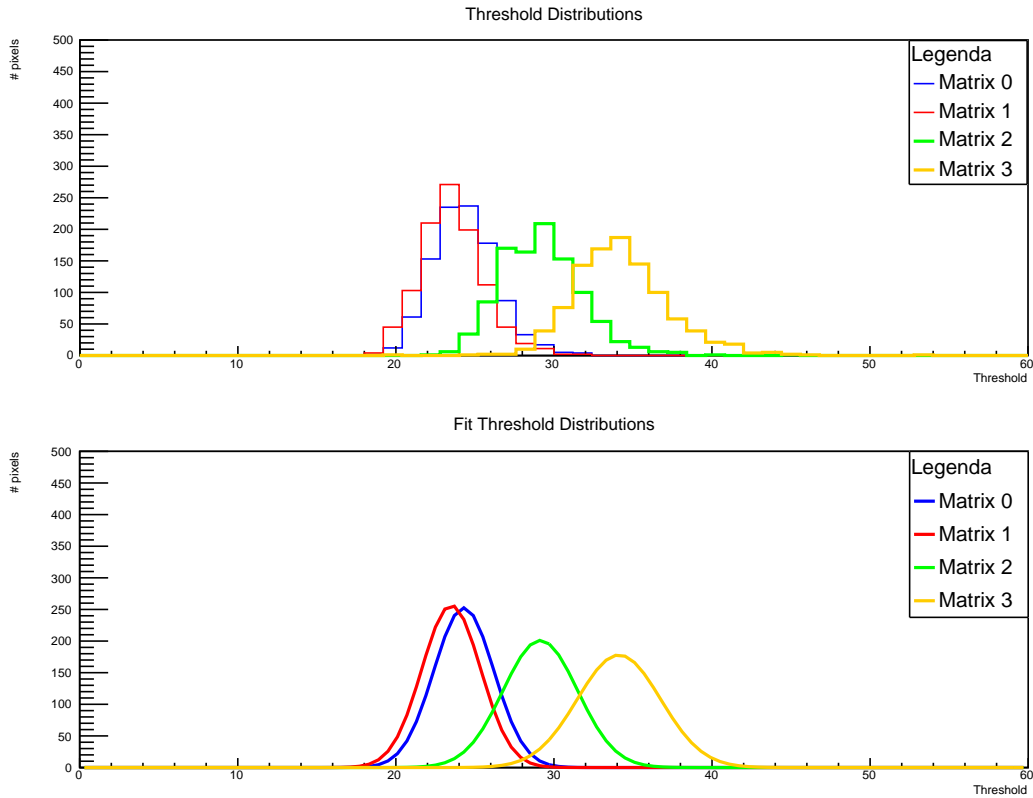 Threshold Distributions
# pixels
500
450
400
350
300
250
200
150
100
50
0
0 10 20 30 40 50 60
Threshold
Legenda
Matrix 0
Matrix 1
Matrix 2
Matrix 3
Fit Threshold Distributions
# pixels
500
450
400
350
300
250
200
150
100
50
0
0 10 20 30 40 50 60
Threshold
Legenda
Matrix 0
Matrix 1
Matrix 2
Matrix 3